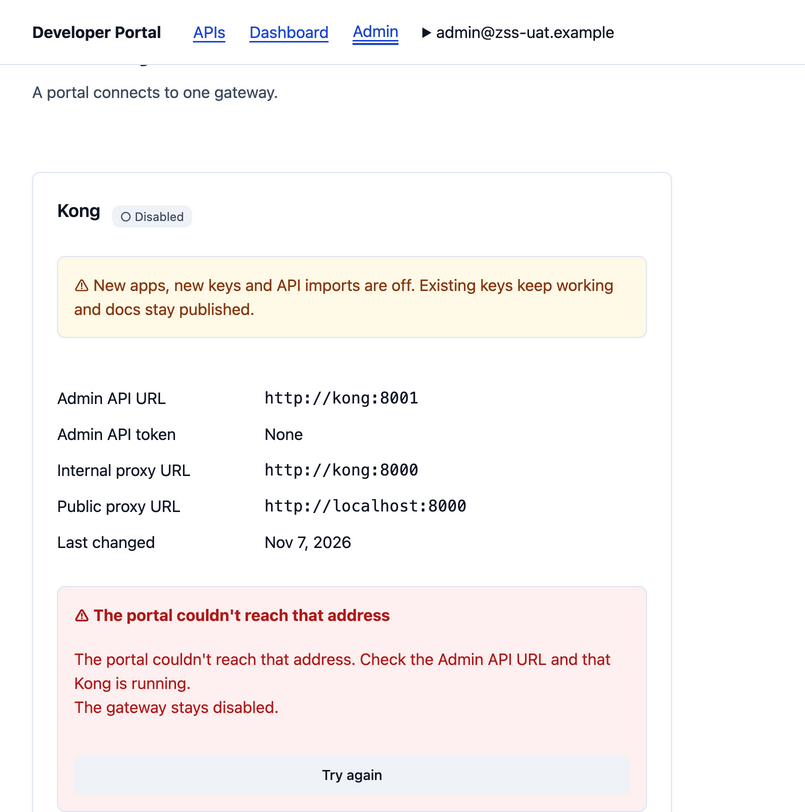 Developer Portal APIs Dashboard Admin ▶ admin@zss-uat.example
A portal connects to one gateway.
Kong Disabled
⚠ New apps, new keys and API imports are off. Existing keys keep working
and docs stay published.
Admin API URL http://kong:8001
Admin API token None
Internal proxy URL http://kong:8000
Public proxy URL http://localhost:8000
Last changed Nov 7, 2026
⚠ The portal couldn't reach that address
The portal couldn't reach that address. Check the Admin API URL and that
Kong is running.
The gateway stays disabled.
Try again